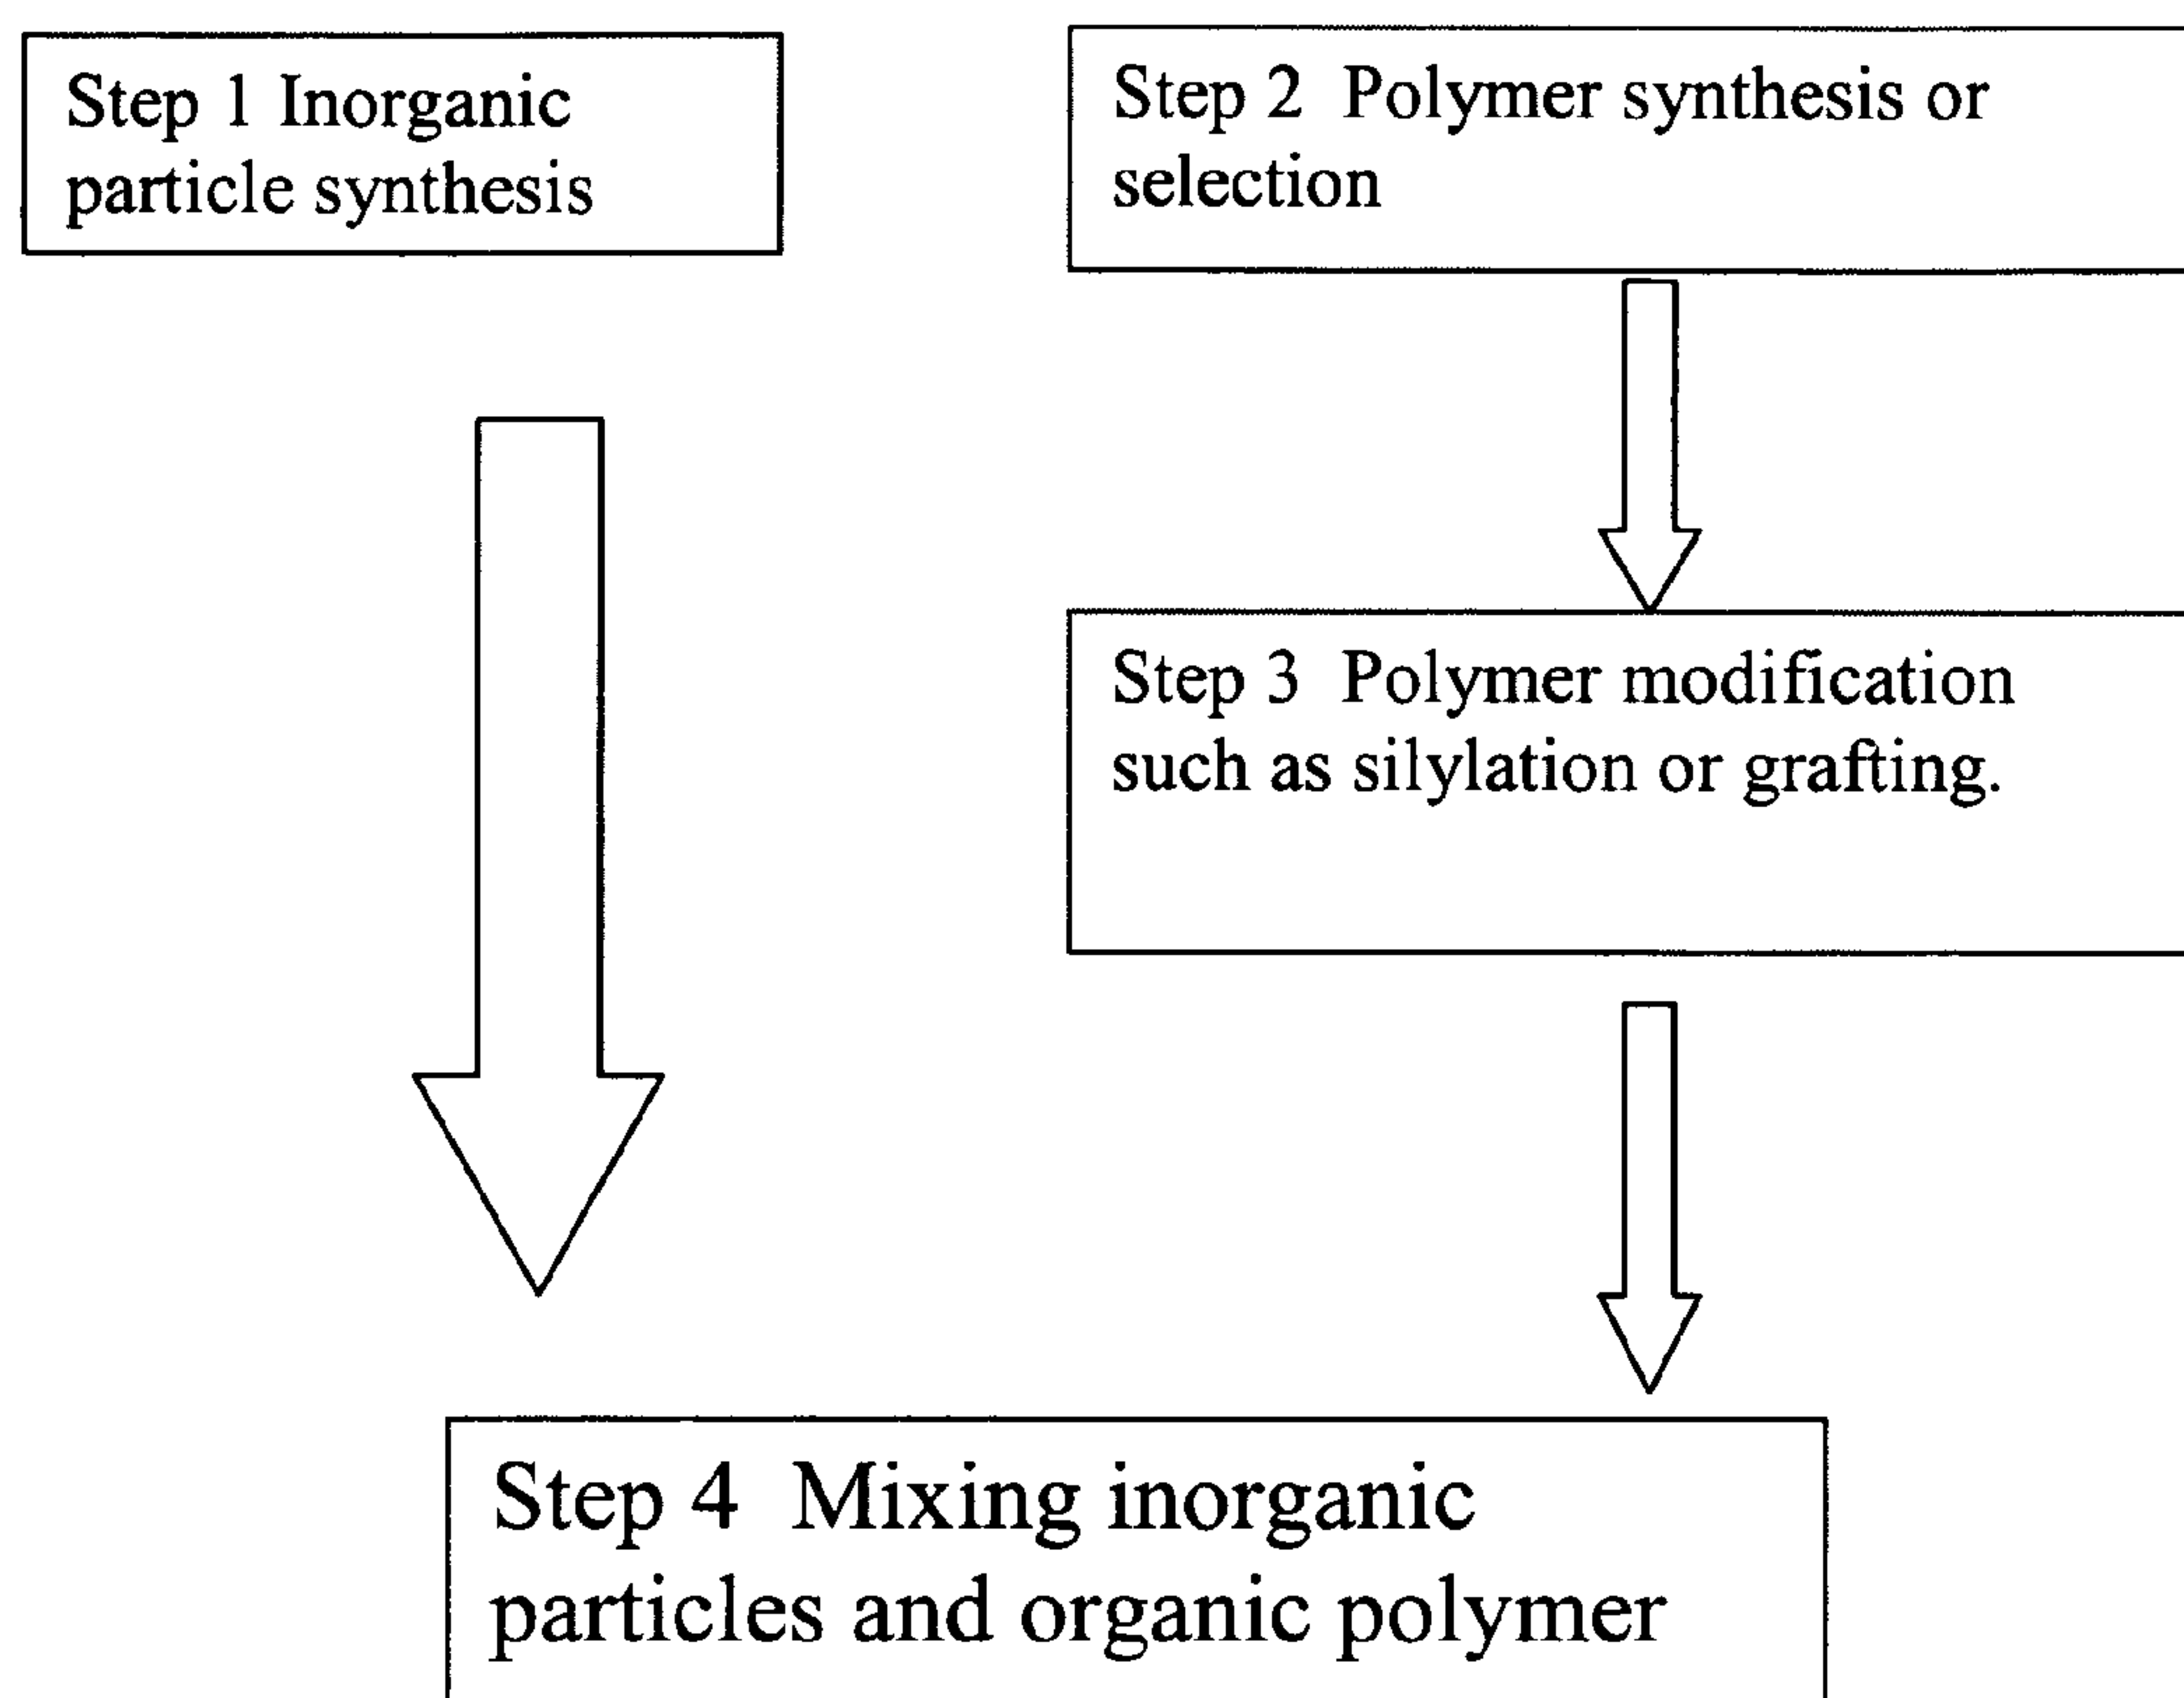 Step 1 Inorganic
particle synthesis
Step 2 Polymer synthesis or
selection
Step 3 Polymer modification
such as silylation or grafting.
Step 4 Mixing inorganic
particles and organic polymer